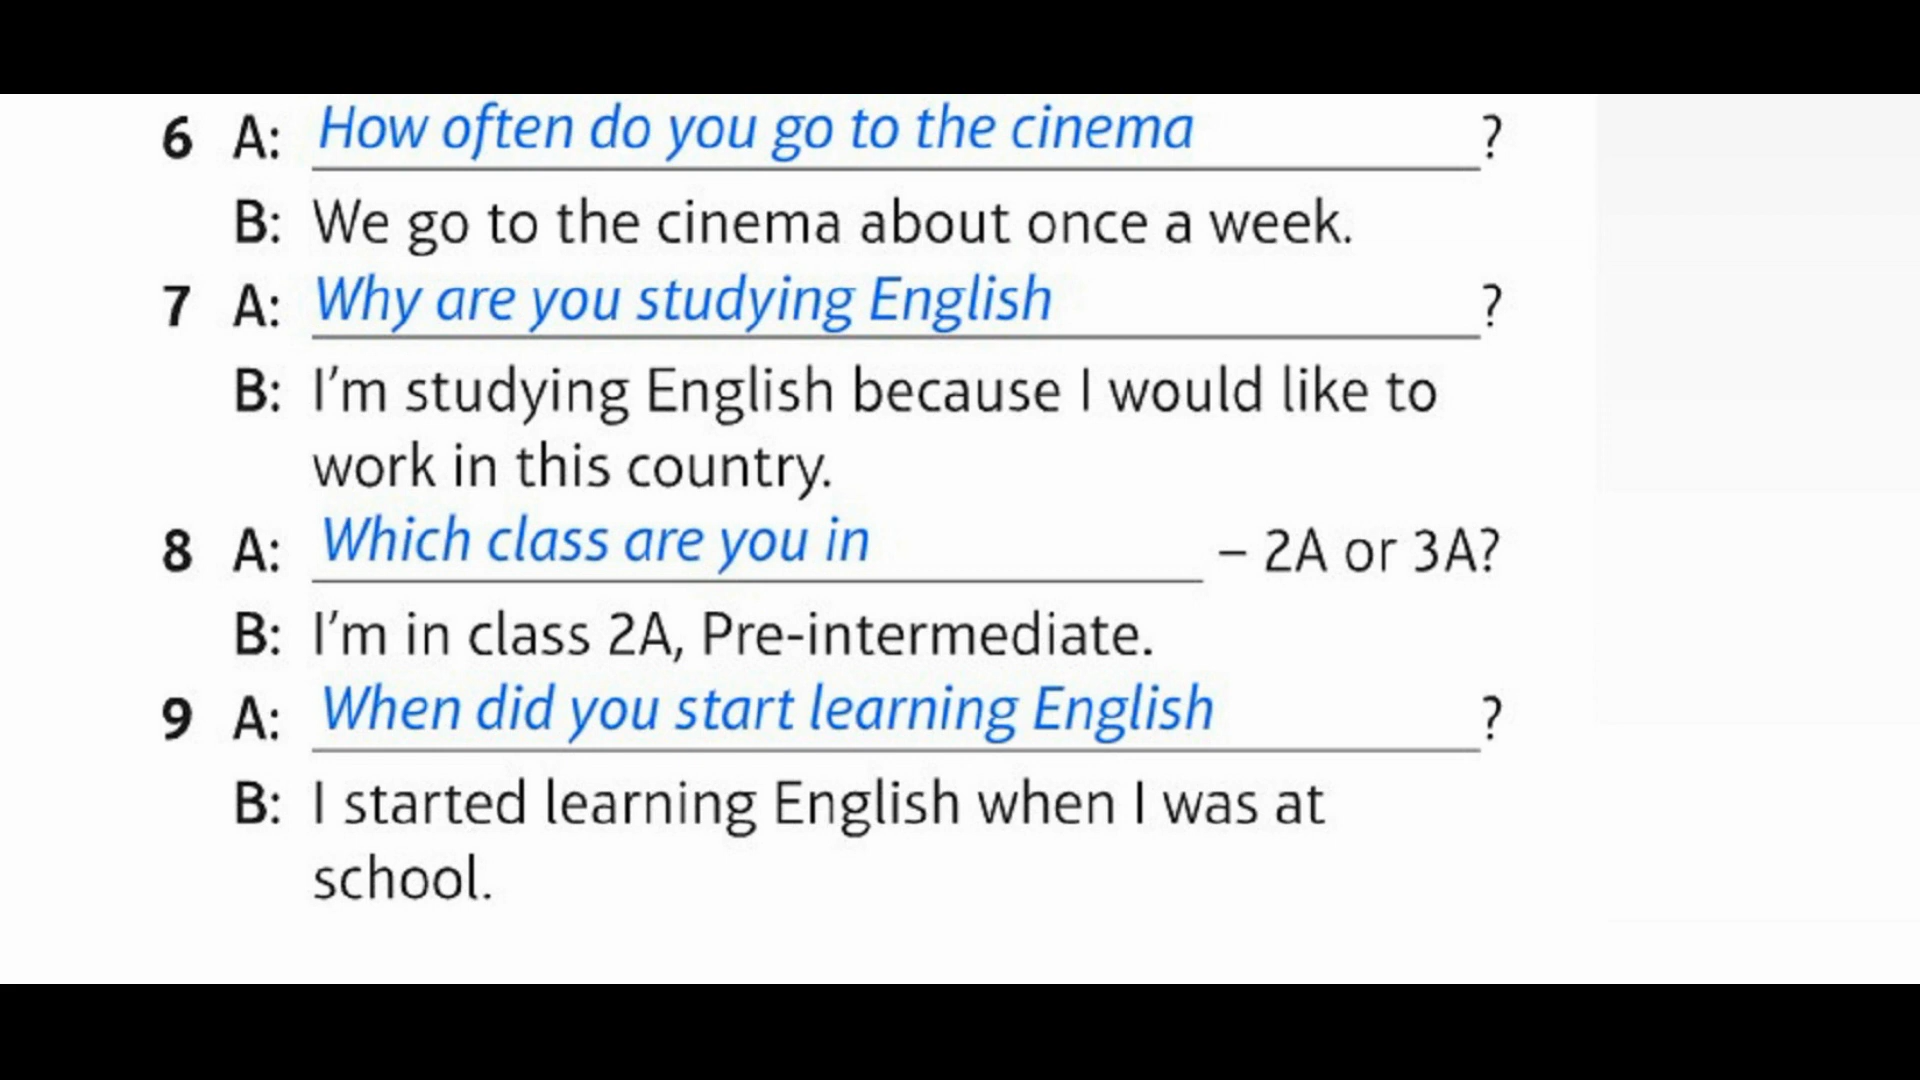 6 A: How often do you go to the cinema ?
B: We go to the cinema about once a week.
7 A: Why are you studying English ?
B: I'm studying English because I would like to
work in this country.
8 A: Which class are you in – 2A or 3A?
B: I'm in class 2A, Pre-intermediate.
9 A: When did you start learning English ?
B: I started learning English when I was at
school.